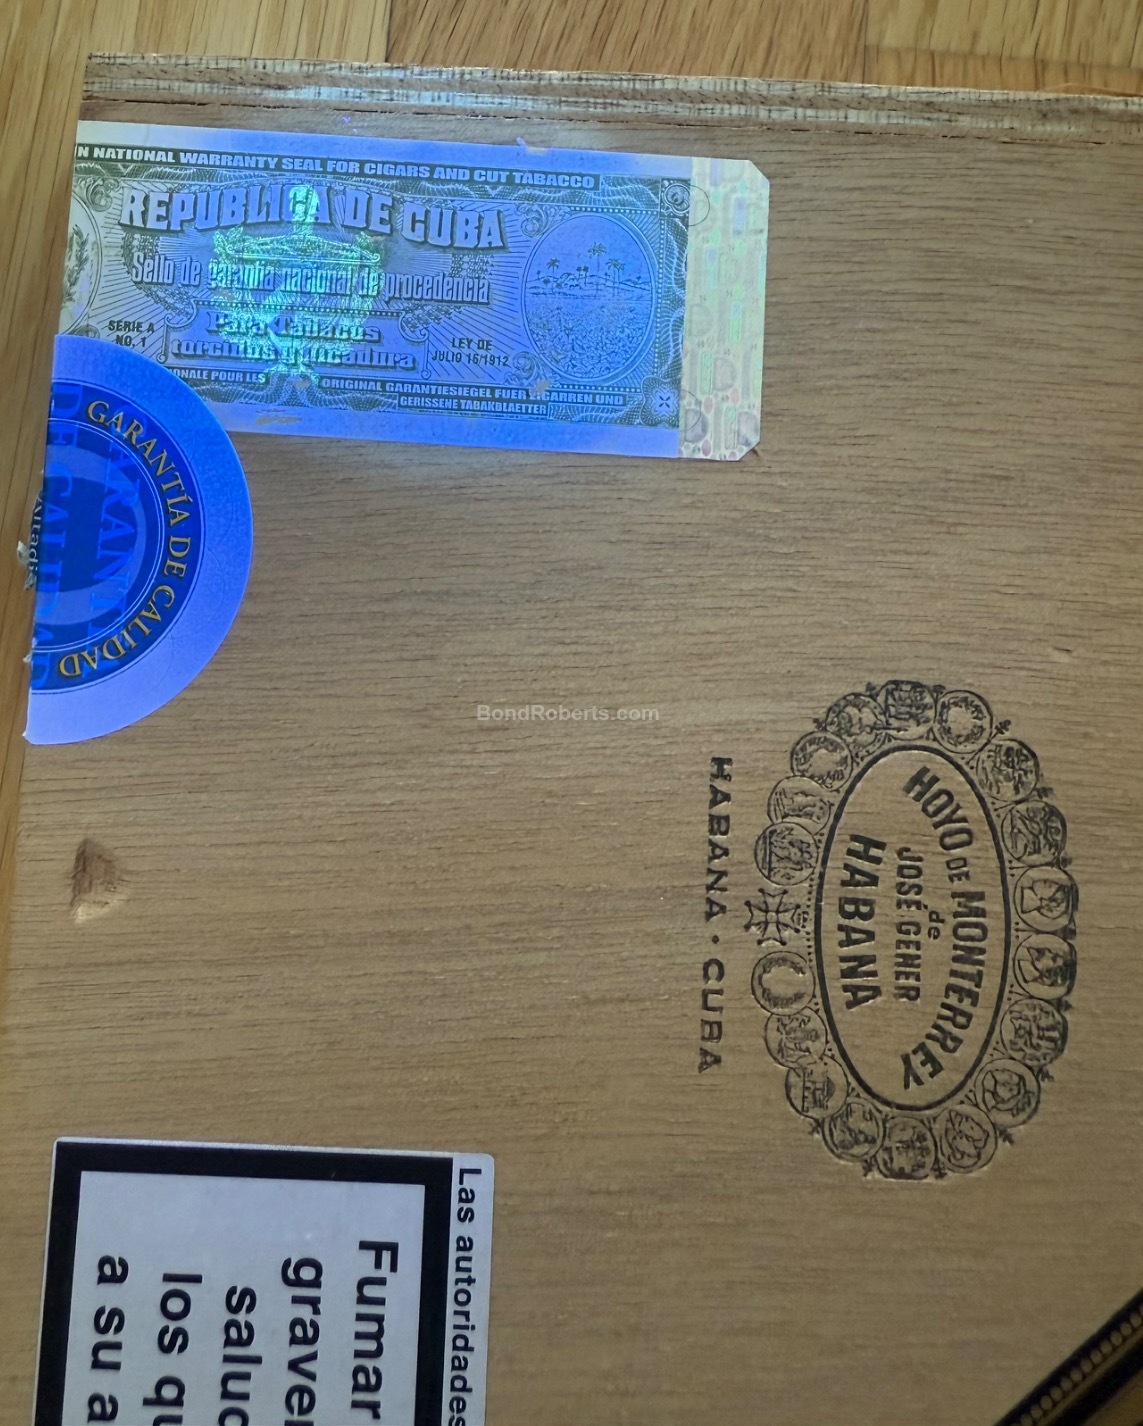 N NATIONAL WARRANTY SEAL FOR CIGARS AND CUT TABACCO
REPUBLICA DE CUBA
Sello de garantia nacional de procedencia
Para Tabacos
torcidos y picadura
SERIE A
NO. 1
LEY DE
JULIO 16/1912
ONALE POUR LES
ORIGINAL GARANTIESIEGEL FUER ZIGARREN UND
GERISSENE TABAKBLAETTER
GARANTÍA DE CALIDAD
BondRoberts.com
HOYO DE MONTERREY
de
JOSÉ GENER
HABANA
HABANA · CUBA
Las autoridades
Fumar
graver
salud
los qu
a su a